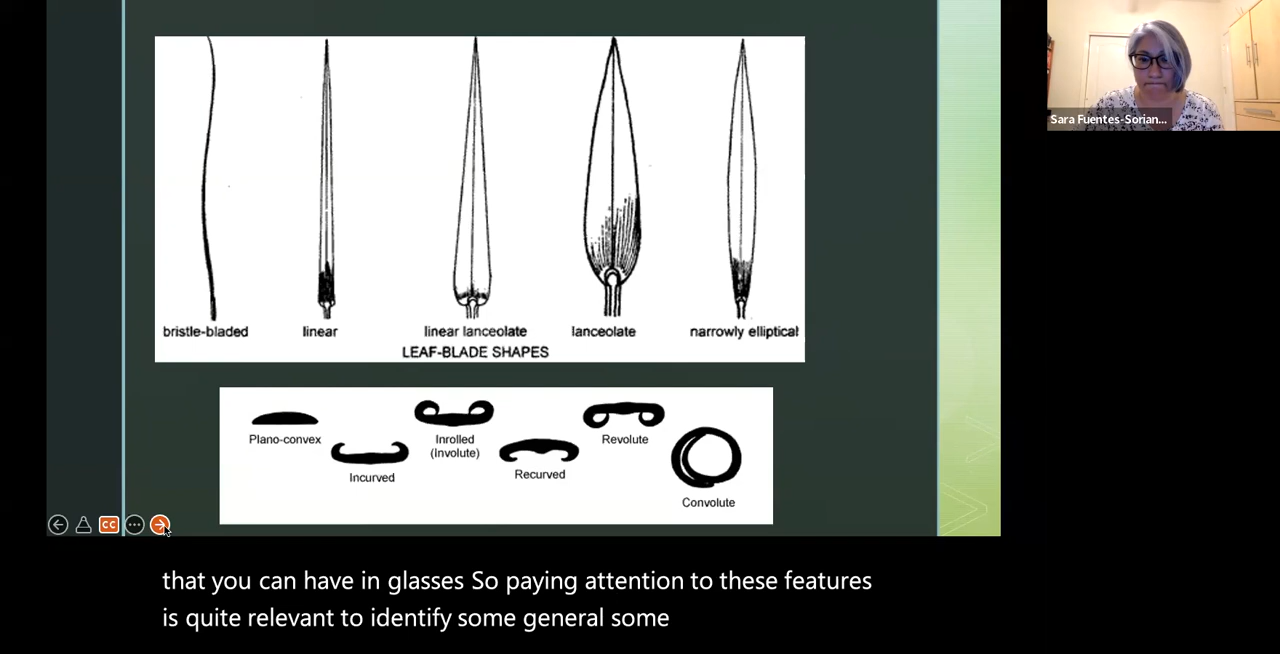 Sara Fuentes-Sorian...
bristle-bladed
linear
linear lanceolate
lanceolate
narrowly elliptical
LEAF-BLADE SHAPES
Plano-convex
Incurved
Inrolled
(Involute)
Recurved
Revolute
Convolute
CC
that you can have in glasses So paying attention to these features
is quite relevant to identify some general some